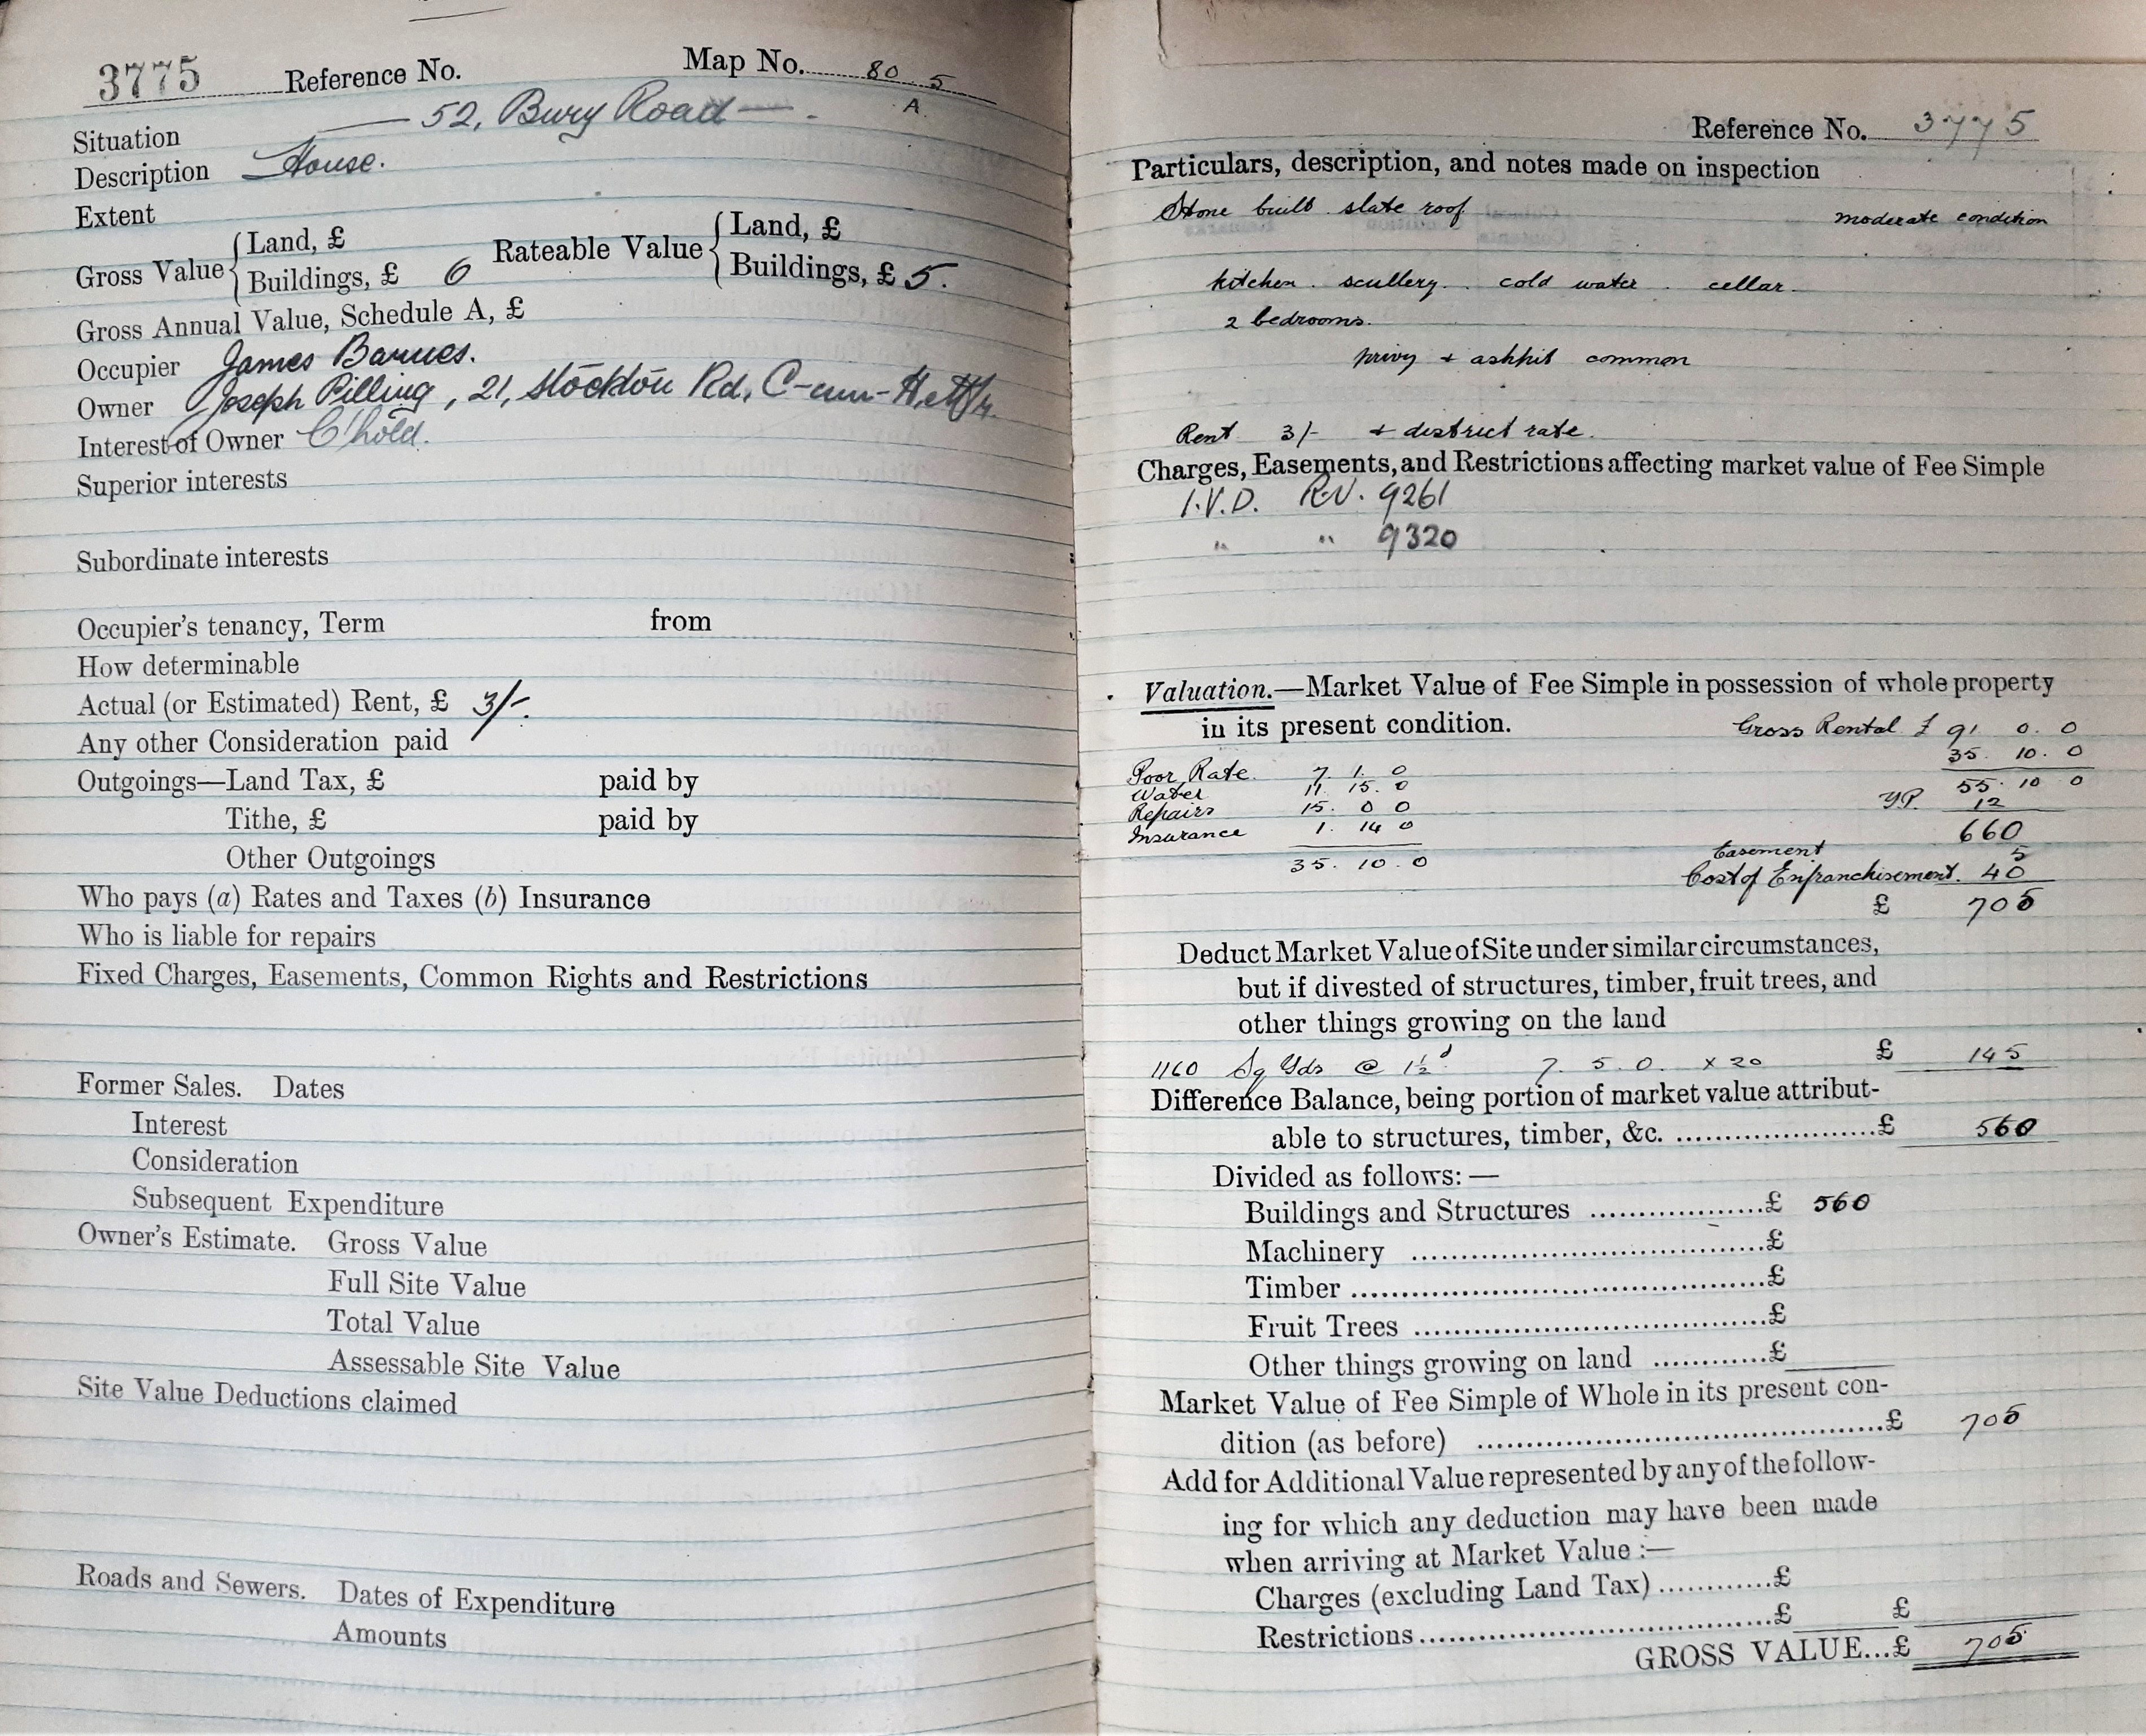 3775 Reference No. Map No. 80 5
A.
Situation — 52, Bury Road —
Description House.
Extent
Gross Value { Land, £ Rateable Value { Land, £
Buildings, £ 6 Buildings, £ 5.
Gross Annual Value, Schedule A, £
Occupier James Barnes.
Owner Joseph Pilling, 21, Stockton Rd, C-cum-H,
Interest of Owner C'hold.
Superior interests
Subordinate interests
Occupier's tenancy, Term from
How determinable
Actual (or Estimated) Rent, £ 3/-.
Any other Consideration paid
Outgoings—Land Tax, £ paid by
Tithe, £ paid by
Other Outgoings
Who pays (a) Rates and Taxes (b) Insurance
Who is liable for repairs
Fixed Charges, Easements, Common Rights and Restrictions
Former Sales. Dates
Interest
Consideration
Subsequent Expenditure
Owner's Estimate. Gross Value
Full Site Value
Total Value
Assessable Site Value
Site Value Deductions claimed
Roads and Sewers. Dates of Expenditure
Amounts
Reference No. 3775
Particulars, description, and notes made on inspection
Stone built slate roof moderate condition
kitchen. scullery. cold water. cellar.
2 bedrooms.
privy + ashpit common
Rent 3/- + district rate.
Charges, Easements, and Restrictions affecting market value of Fee Simple
I.V.D. R.V. 9261
" " 9320
Valuation.—Market Value of Fee Simple in possession of whole property
in its present condition. Gross Rental £ 91 0. 0
35. 10. 0
Poor Rate. 7. 1. 0 55. 10 0
Water 11. 15. 0 Y.P. 12
Repairs 15. 0 0
Insurance 1. 14 0 660
35. 10. 0 Easement 5
Cost of Enfranchisement. 40
£ 705
Deduct Market Value of Site under similar circumstances,
but if divested of structures, timber, fruit trees, and
other things growing on the land
1160 Sq Yds @ 1½d 7. 5. 0. x 20 £ 145
Difference Balance, being portion of market value attribut-
able to structures, timber, &c. ....................£ 560
Divided as follows:—
Buildings and Structures ..................£ 560
Machinery ....................................£
Timber ..........................................£
Fruit Trees ....................................£
Other things growing on land ............£
Market Value of Fee Simple of Whole in its present con-
dition (as before) ..........................................£ 705
Add for Additional Value represented by any of the follow-
ing for which any deduction may have been made
when arriving at Market Value :—
Charges (excluding Land Tax) ............£
Restrictions....................................£ £
GROSS VALUE...£ 705